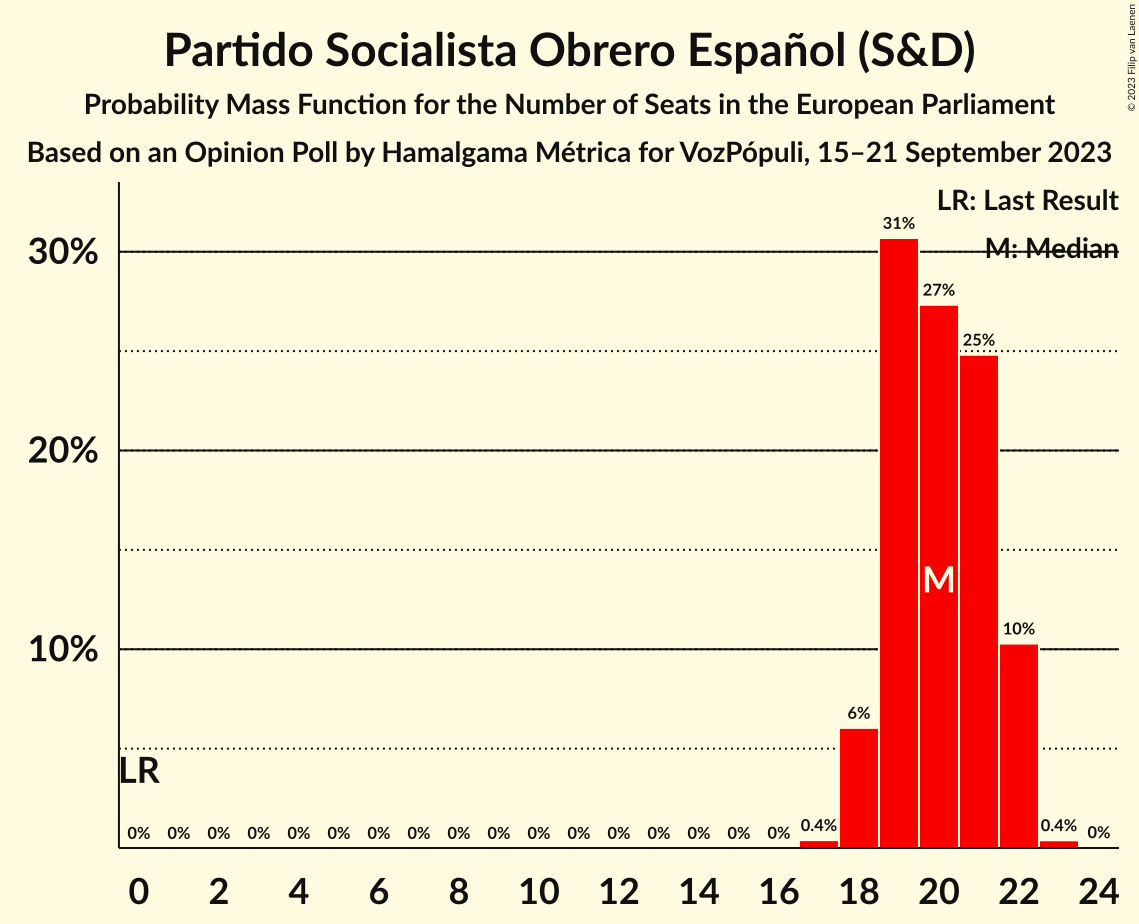 Partido Socialista Obrero Español (S&D)
Probability Mass Function for the Number of Seats in the European Parliament
Based on an Opinion Poll by Hamalgama Métrica for VozPópuli, 15–21 September 2023
© 2023 Filip van Laenen
LR: Last Result
M: Median
30%
20%
10%
31%
27%
25%
10%
6%
M
LR
0% 0% 0% 0% 0% 0% 0% 0% 0% 0% 0% 0% 0% 0% 0% 0% 0% 0.4% 0.4% 0%
0 2 4 6 8 10 12 14 16 18 20 22 24